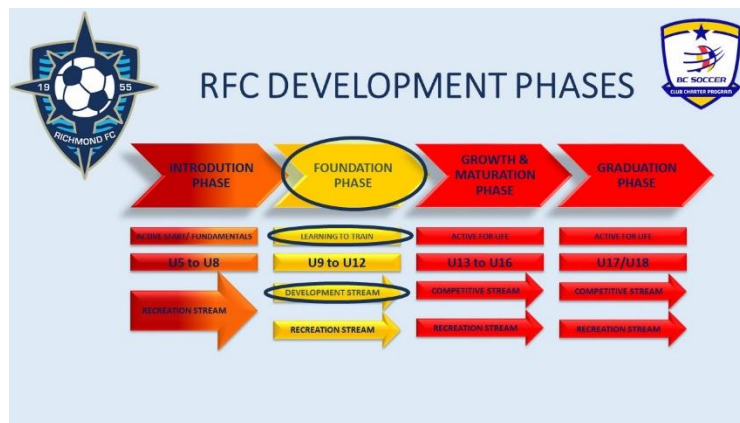 19 55
RICHMOND FC
RFC DEVELOPMENT PHASES
BC SOCCER
CLUB CHARTER PROGRAM
INTRODUTION
PHASE
FOUNDATION
PHASE
GROWTH &
MATURATION
PHASE
GRADUATION
PHASE
ACTIVE START/ FUNDAMENTALS
LEARNING TO TRAIN
ACTIVE FOR LIFE
ACTIVE FOR LIFE
U5 to U8
U9 to U12
U13 to U16
U17/U18
RECREATION STREAM
DEVELOPMENT STREAM
COMPETITIVE STREAM
COMPETITIVE STREAM
RECREATION STREAM
RECREATION STREAM
RECREATION STREAM